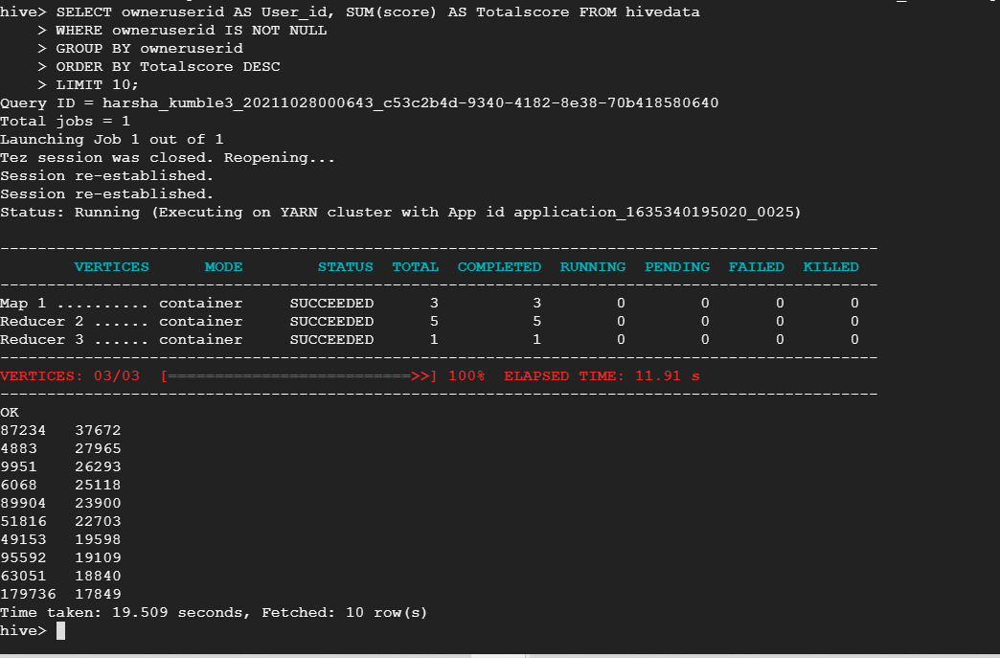 hive> SELECT owneruserid AS User_id, SUM(score) AS Totalscore FROM hivedata
    > WHERE owneruserid IS NOT NULL
    > GROUP BY owneruserid
    > ORDER BY Totalscore DESC
    > LIMIT 10;
Query ID = harsha_kumble3_20211028000643_c53c2b4d-9340-4182-8e38-70b418580640
Total jobs = 1
Launching Job 1 out of 1
Tez session was closed. Reopening...
Session re-established.
Session re-established.
Status: Running (Executing on YARN cluster with App id application_1635340195020_0025)
----------------------------------------------------------------------------------------------
        VERTICES      MODE        STATUS  TOTAL  COMPLETED  RUNNING  PENDING  FAILED  KILLED
----------------------------------------------------------------------------------------------
Map 1 .......... container     SUCCEEDED      3          3        0        0       0       0
Reducer 2 ...... container     SUCCEEDED      5          5        0        0       0       0
Reducer 3 ...... container     SUCCEEDED      1          1        0        0       0       0
----------------------------------------------------------------------------------------------
VERTICES: 03/03  [==========================>>] 100%  ELAPSED TIME: 11.91 s
----------------------------------------------------------------------------------------------
OK
87234   37672
4883    27965
9951    26293
6068    25118
89904   23900
51816   22703
49153   19598
95592   19109
63051   18840
179736  17849
Time taken: 19.509 seconds, Fetched: 10 row(s)
hive>